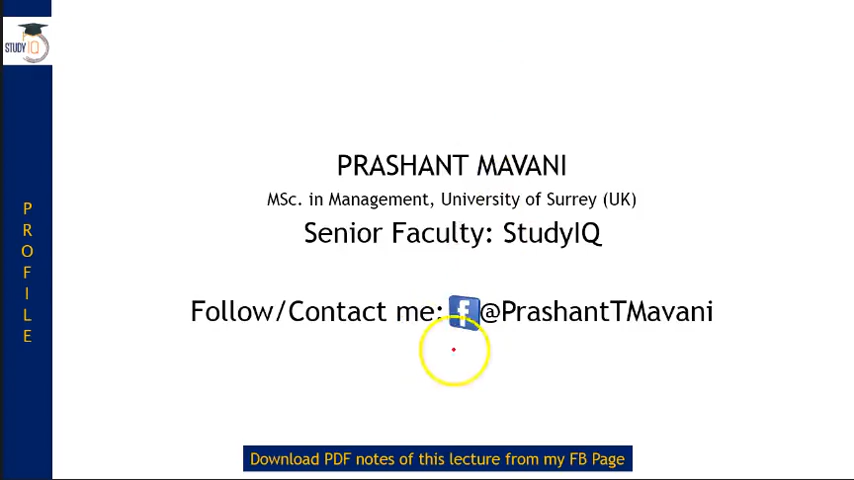 STUDY IQ
PROFILE
PRASHANT MAVANI
MSc. in Management, University of Surrey (UK)
Senior Faculty: StudyIQ
Follow/Contact me: f @PrashantTMavani
Download PDF notes of this lecture from my FB Page